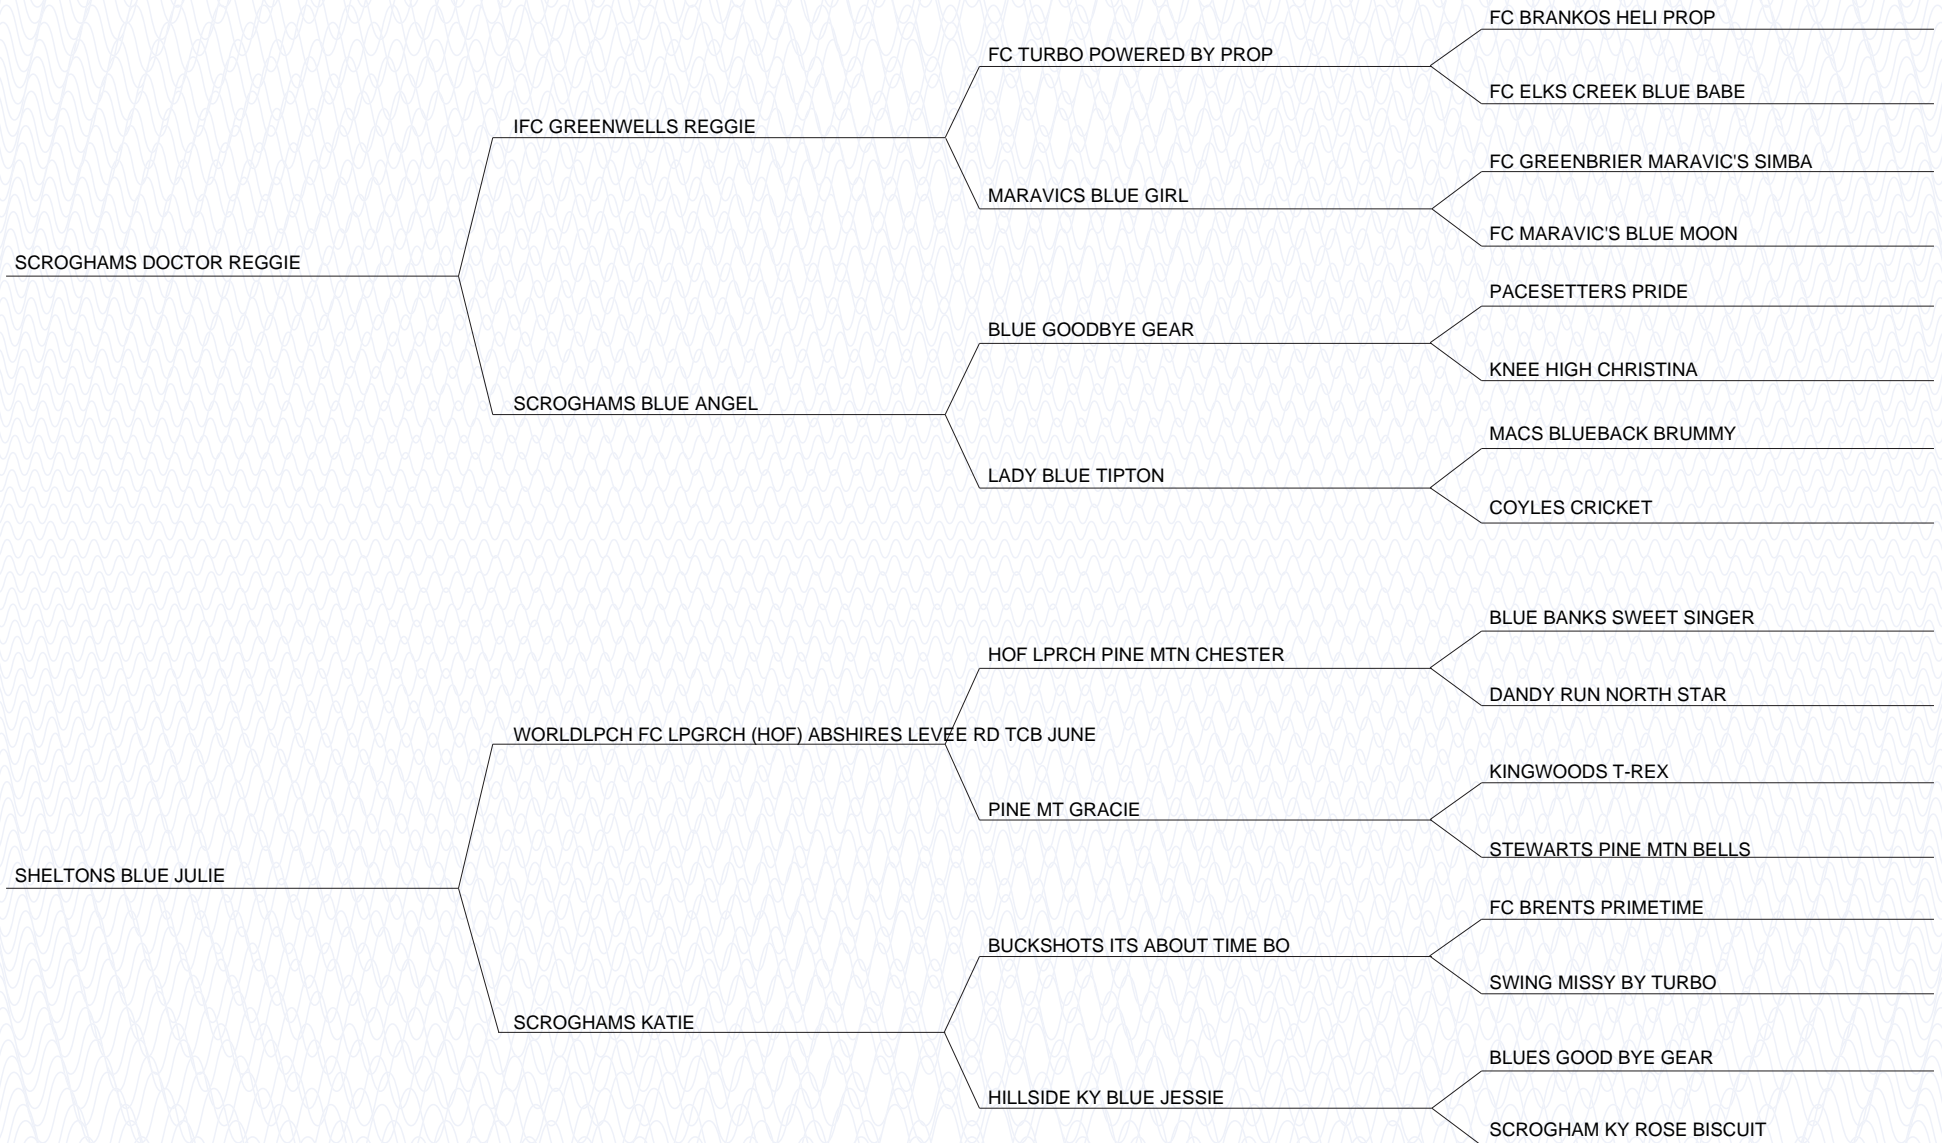 FC BRANKOS HELI PROP
FC TURBO POWERED BY PROP
FC ELKS CREEK BLUE BABE
IFC GREENWELLS REGGIE
FC GREENBRIER MARAVIC'S SIMBA
MARAVICS BLUE GIRL
FC MARAVIC'S BLUE MOON
SCROGHAMS DOCTOR REGGIE
PACESETTERS PRIDE
BLUE GOODBYE GEAR
KNEE HIGH CHRISTINA
SCROGHAMS BLUE ANGEL
MACS BLUEBACK BRUMMY
LADY BLUE TIPTON
COYLES CRICKET
BLUE BANKS SWEET SINGER
HOF LPRCH PINE MTN CHESTER
DANDY RUN NORTH STAR
WORLDLPCH FC LPGRCH (HOF) ABSHIRES LEVEE RD TCB JUNE
KINGWOODS T-REX
PINE MT GRACIE
STEWARTS PINE MTN BELLS
SHELTONS BLUE JULIE
FC BRENTS PRIMETIME
BUCKSHOTS ITS ABOUT TIME BO
SWING MISSY BY TURBO
SCROGHAMS KATIE
BLUES GOOD BYE GEAR
HILLSIDE KY BLUE JESSIE
SCROGHAM KY ROSE BISCUIT